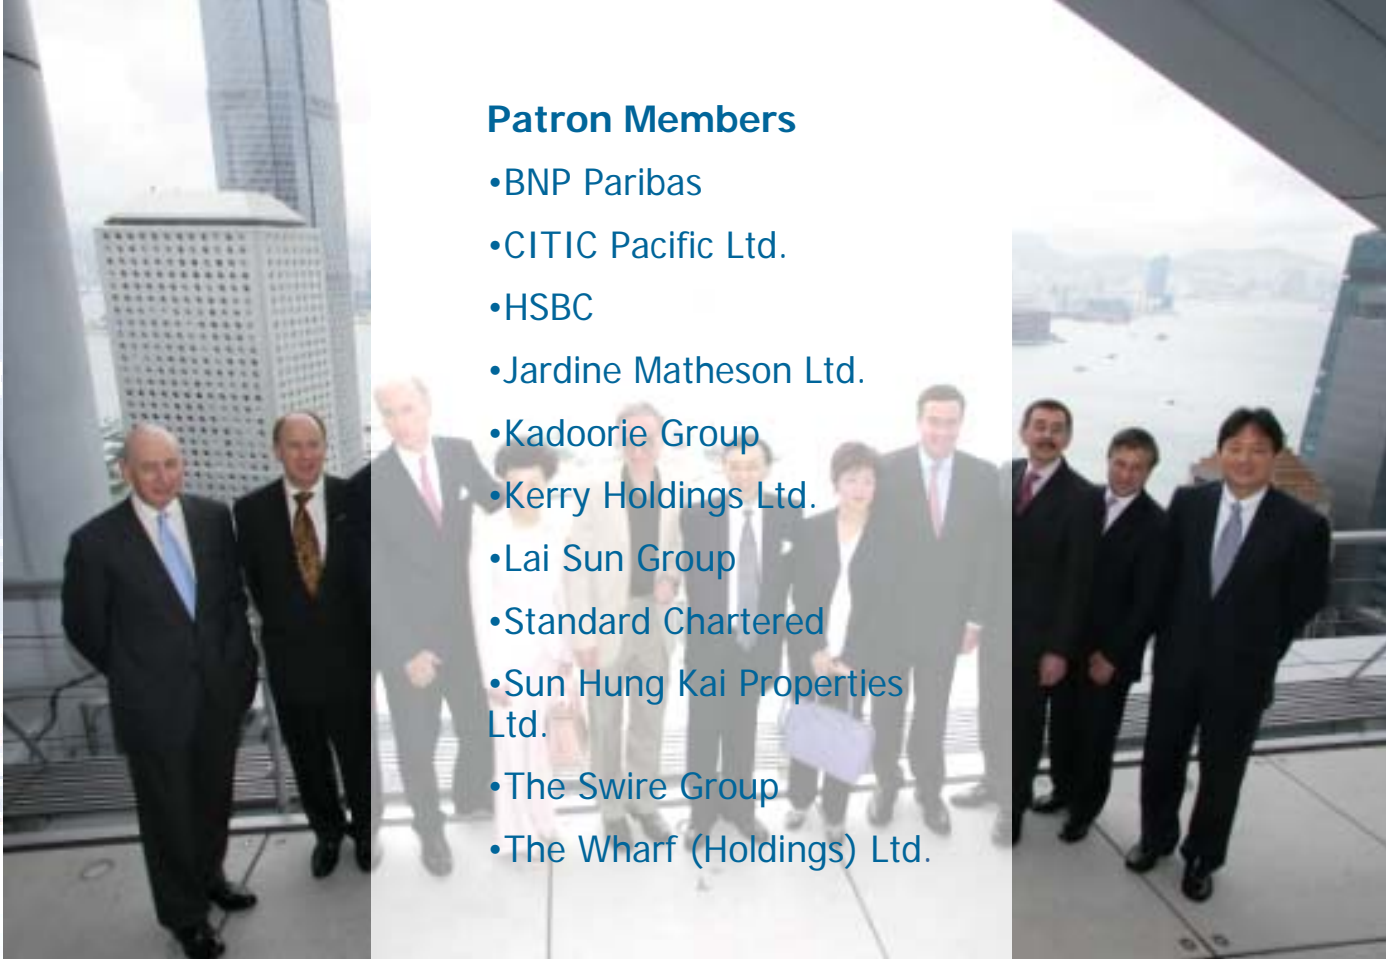 Patron Members
•BNP Paribas
•CITIC Pacific Ltd.
•HSBC
•Jardine Matheson Ltd.
•Kadoorie Group
•Kerry Holdings Ltd.
•Lai Sun Group
•Standard Chartered
•Sun Hung Kai Properties
Ltd.
•The Swire Group
•The Wharf (Holdings) Ltd.